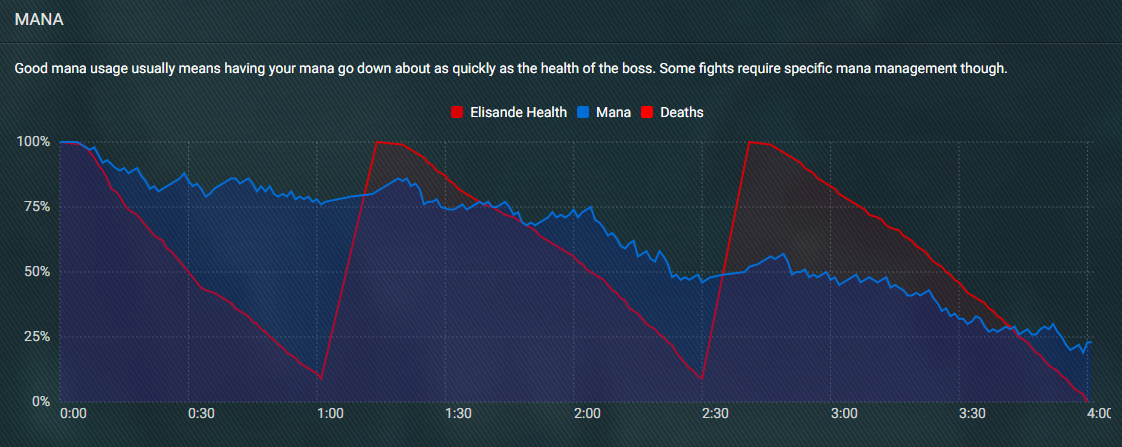 MANA
Good mana usage usually means having your mana go down about as quickly as the health of the boss. Some fights require specific mana management though.
Elisande Health Mana Deaths
100%
75%
50%
25%
0%
0:00 0:30 1:00 1:30 2:00 2:30 3:00 3:30 4:00